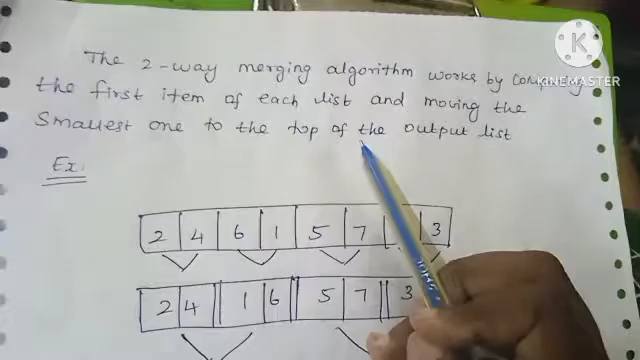 The 2-way merging algorithm works by
the first item of each list and moving the
Smallest one to the top of the output list
Ex:
2 4 6 1 5 7 3
2 4 1 6 5 7 3
K
KINEMASTER